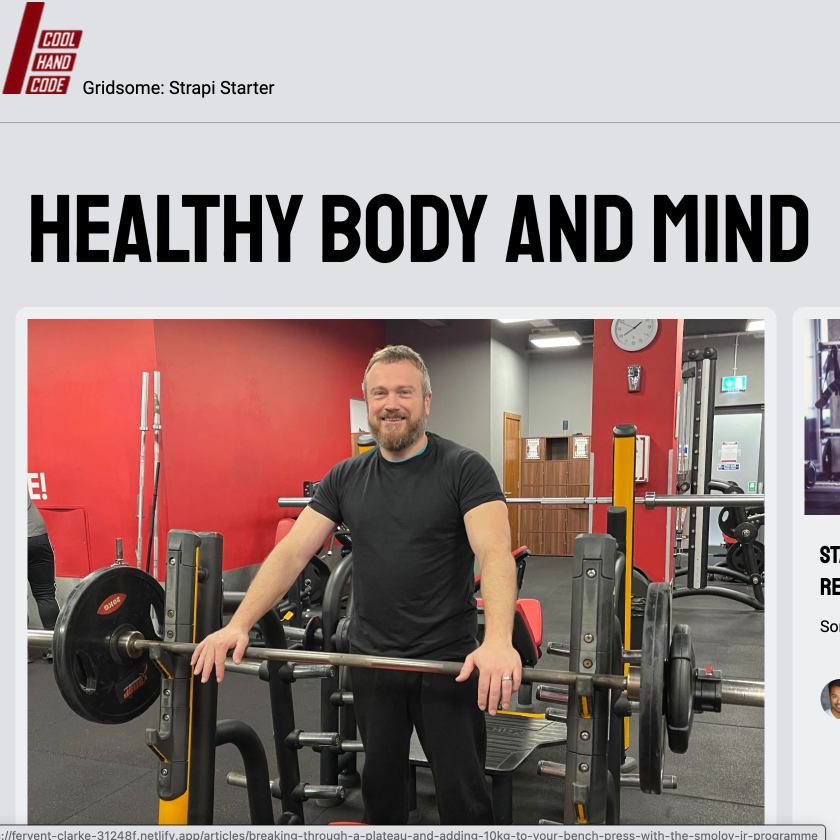 COOL
HAND
CODE
Gridsome: Strapi Starter
HEALTHY BODY AND MIND
E!
20KG
ST
RE
So
://fervent-clarke-31248f.netlify.app/articles/breaking-through-a-plateau-and-adding-10kg-to-your-bench-press-with-the-smolov-jr-programme